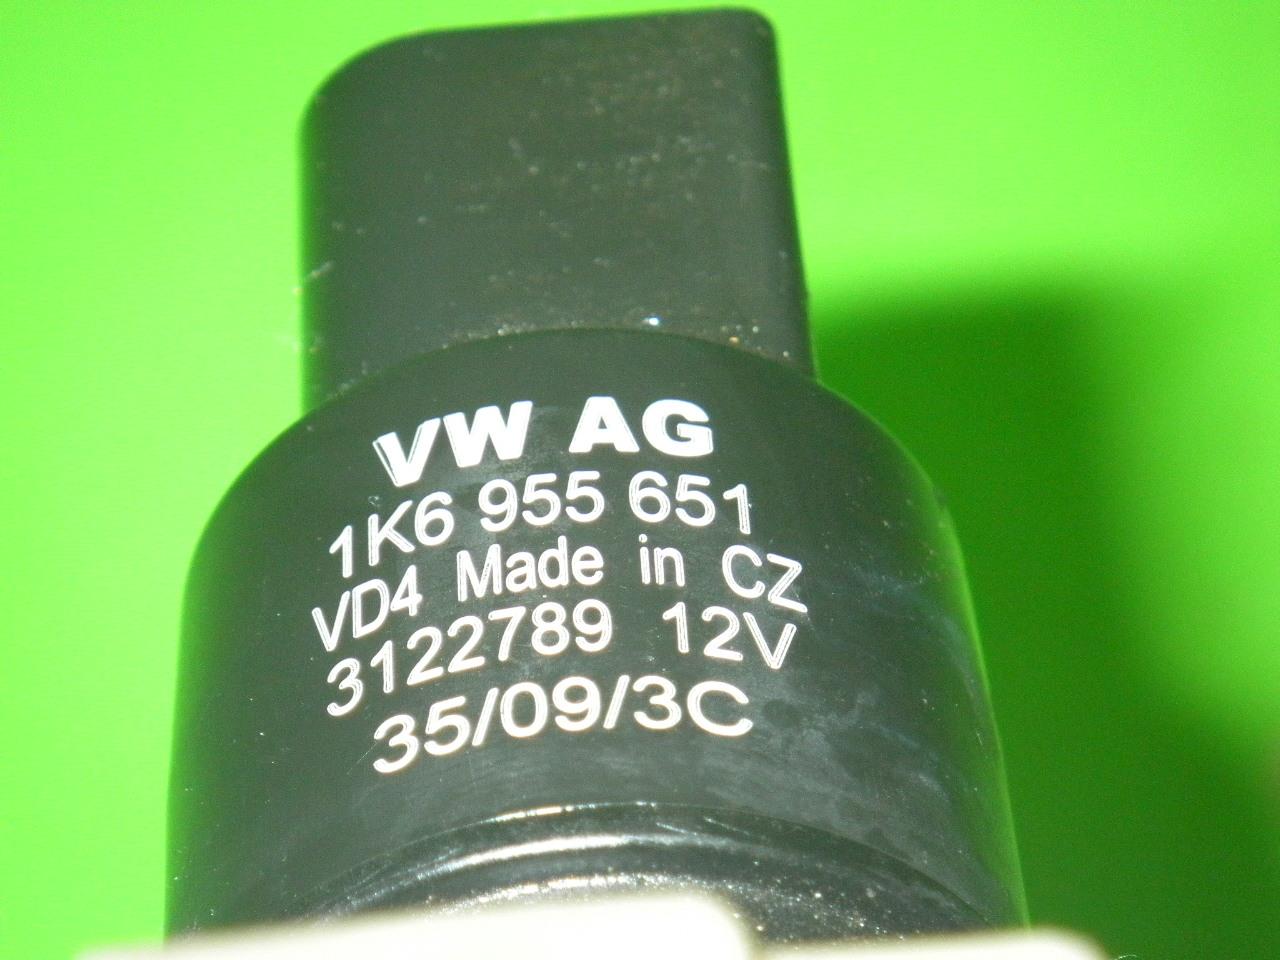 VW AG
1K6 955 651
VD4 Made in CZ
3122789 12V
35/09/3C